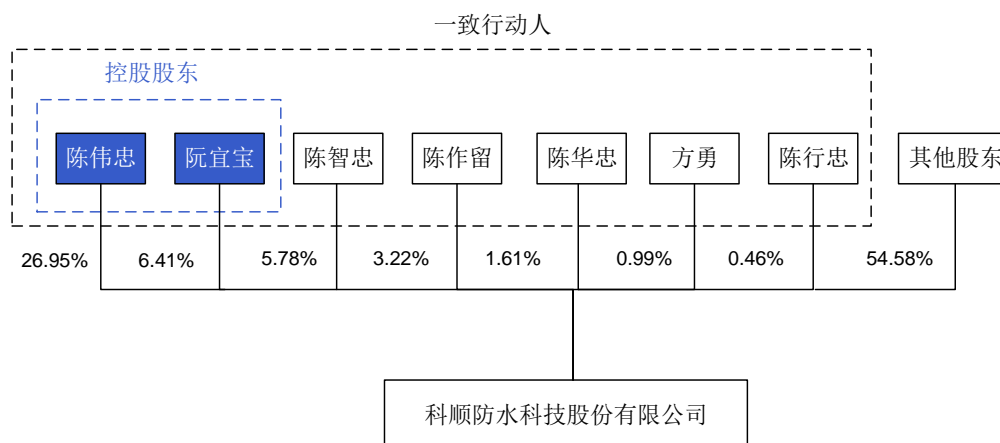 一致行动人
控股股东
陈伟忠
阮宜宝
陈智忠
陈作留
陈华忠
方勇
陈行忠
其他股东
26.95%
6.41%
5.78%
3.22%
1.61%
0.99%
0.46%
54.58%
科顺防水科技股份有限公司